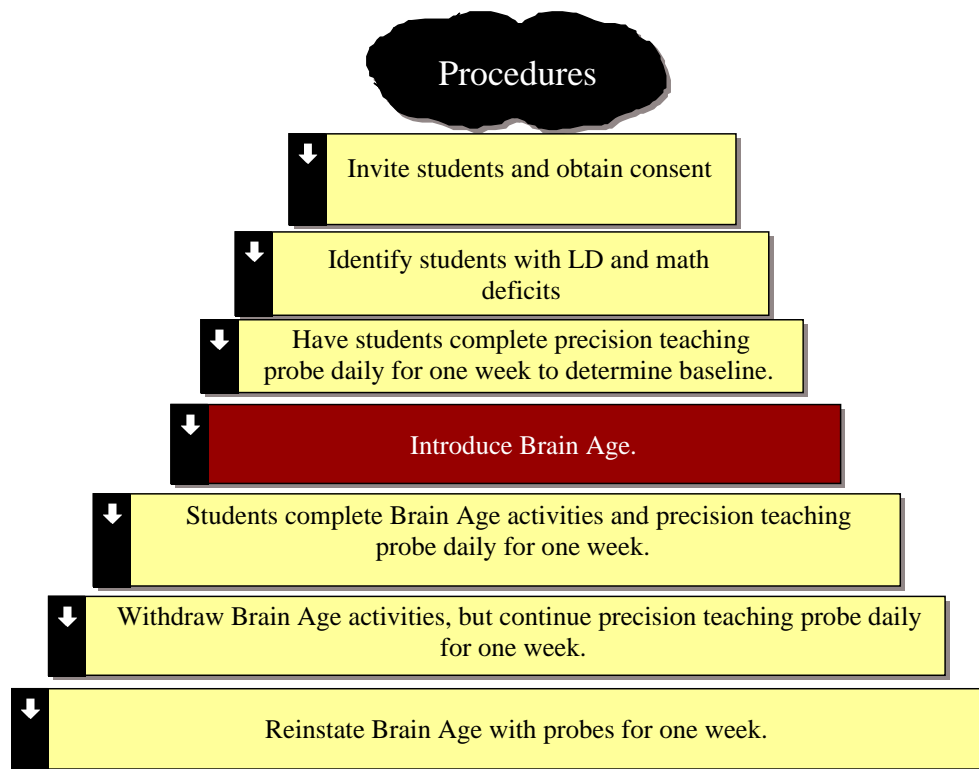 Procedures
Invite students and obtain consent
Identify students with LD and math
deficits
Have students complete precision teaching
probe daily for one week to determine baseline.
Introduce Brain Age.
Students complete Brain Age activities and precision teaching
probe daily for one week.
Withdraw Brain Age activities, but continue precision teaching probe daily
for one week.
Reinstate Brain Age with probes for one week.